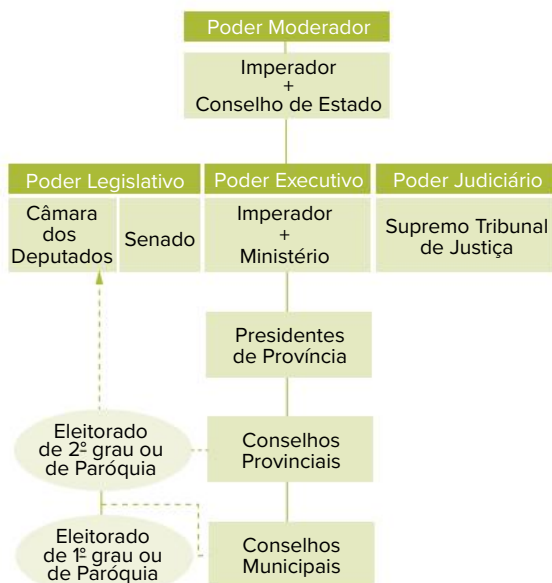 Poder Moderador
Imperador
+
Conselho de Estado
Poder Legislativo
Poder Executivo
Poder Judiciário
Câmara
dos
Deputados
Senado
Imperador
+
Ministério
Supremo Tribunal
de Justiça
Presidentes
de Província
Eleitorado
de 2º grau ou
de Paróquia
Conselhos
Provinciais
Eleitorado
de 1º grau ou
de Paróquia
Conselhos
Municipais